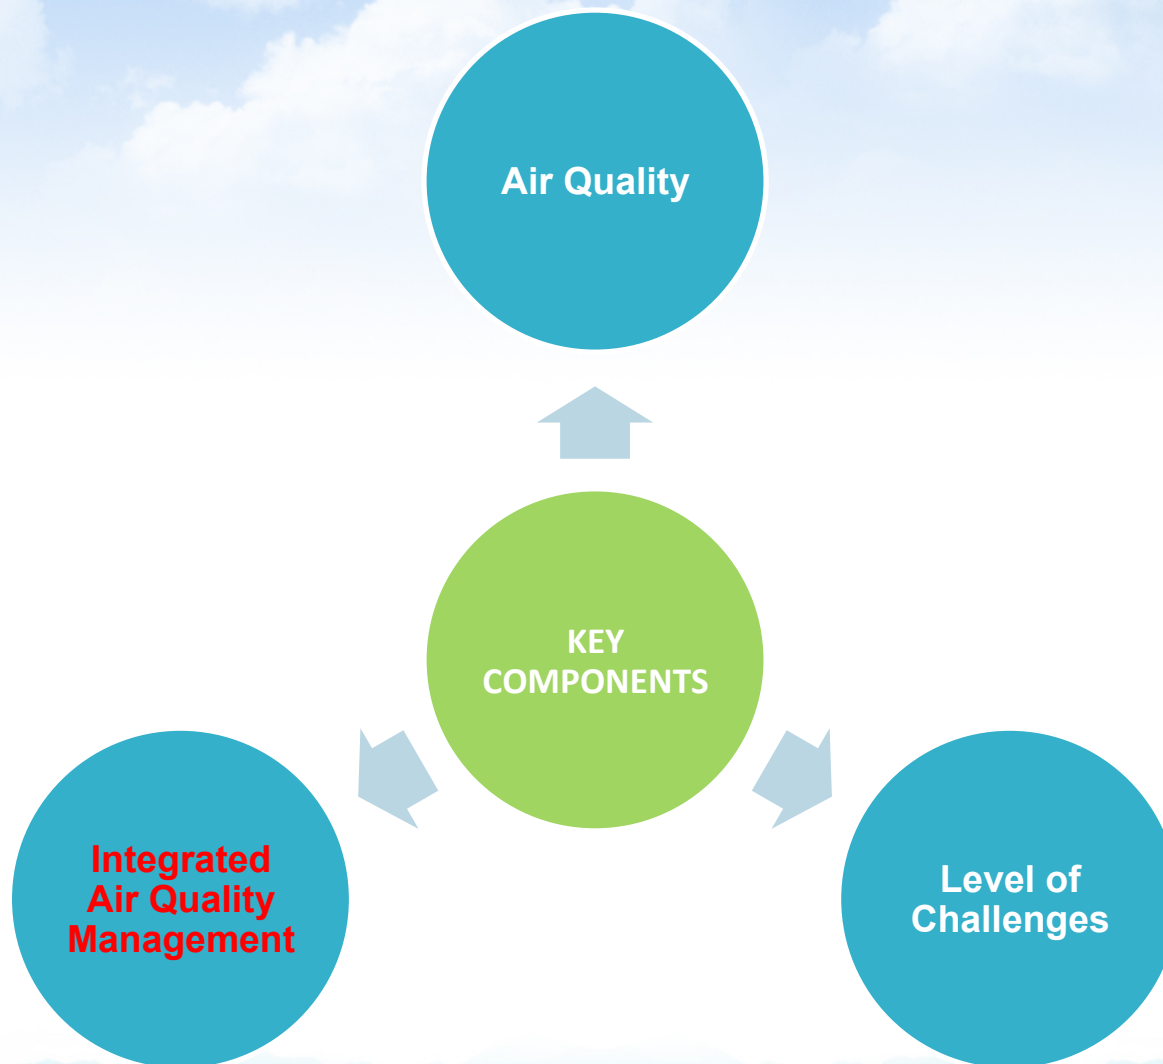 Air Quality
KEY
COMPONENTS
Integrated
Air Quality
Management
Level of
Challenges